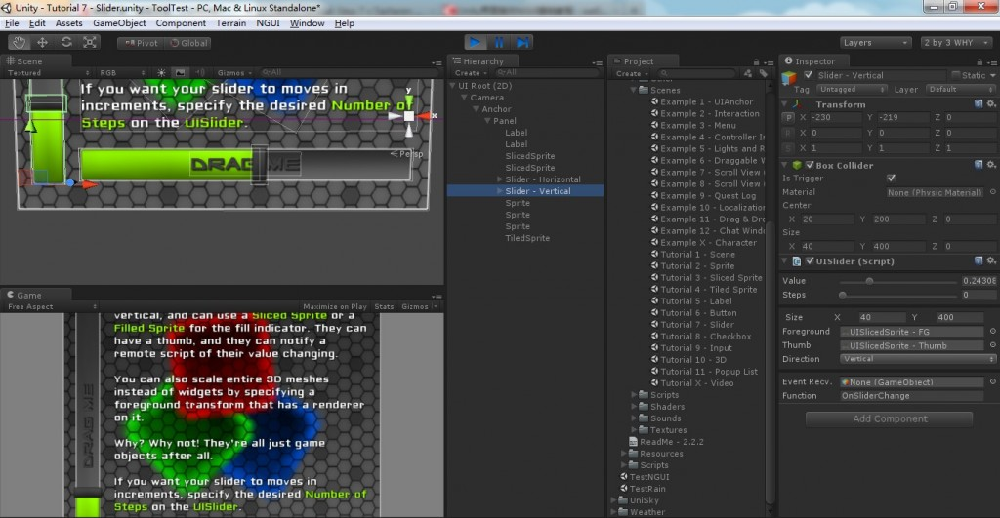 Unity - Tutorial 7 - Slider.unity - ToolTest - PC, Mac & Linux Standalone*
File Edit Assets GameObject Component Terrain NGUI Window Help
Pivot Global Layers 2 by 3 WHY
Scene
Textured RGB Gizmos All
If you want your slider to moves in
increments, specify the desired Number of
Steps on the UISlider.
y
x
Persp
DRAG ME
Game
Free Aspect Maximize on Play Stats Gizmos
vertical, and can use a Sliced Sprite or a
Filled Sprite for the fill indicator. They can
have a thumb, and they can notify a
remote script of their value changing.
You can also scale entire 3D meshes
instead of widgets by specifying a
foreground transform that has a renderer
on it.
Why? Why not! They're all just game
objects after all.
If you want your slider to moves in
increments, specify the desired Number of
Steps on the UISlider.
DRAG ME
Hierarchy
Create All
UI Root (2D)
Camera
Anchor
Panel
Label
Label
SlicedSprite
SlicedSprite
Slider - Horizontal
Slider - Vertical
Sprite
Sprite
Sprite
TiledSprite
Project
Create
Scenes
Example 1 - UIAnchor
Example 2 - Interaction
Example 3 - Menu
Example 4 - Controller In
Example 5 - Lights and R
Example 6 - Draggable W
Example 7 - Scroll View
Example 8 - Scroll View
Example 9 - Quest Log
Example 10 - Localization
Example 11 - Drag & Dro
Example 12 - Chat Windo
Example X - Character
Tutorial 1 - Scene
Tutorial 2 - Sprite
Tutorial 3 - Sliced Sprite
Tutorial 4 - Tiled Sprite
Tutorial 5 - Label
Tutorial 6 - Button
Tutorial 7 - Slider
Tutorial 8 - Checkbox
Tutorial 9 - Input
Tutorial 10 - 3D
Tutorial 11 - Popup List
Tutorial X - Video
Scripts
Shaders
Sounds
Textures
ReadMe - 2.2.2
Resources
Scripts
TestNGUI
TestRain
UniSky
Weather
Inspector
Slider - Vertical Static
Tag Untagged Layer Default
Transform
P X -230 Y -219 Z 0
R X 0 Y 0 Z 0
S X 1 Y 1 Z 1
Box Collider
Is Trigger
Material None (Physic Material)
Center
X 20 Y 200 Z 0
Size
X 40 Y 400 Z 0
UISlider (Script)
Value 0.24308
Steps 0
Size X 40 Y 400
Foreground ...UISlicedSprite - FG
Thumb ...UISlicedSprite - Thumb
Direction Vertical
Event Recv. None (GameObject)
Function OnSliderChange
Add Component